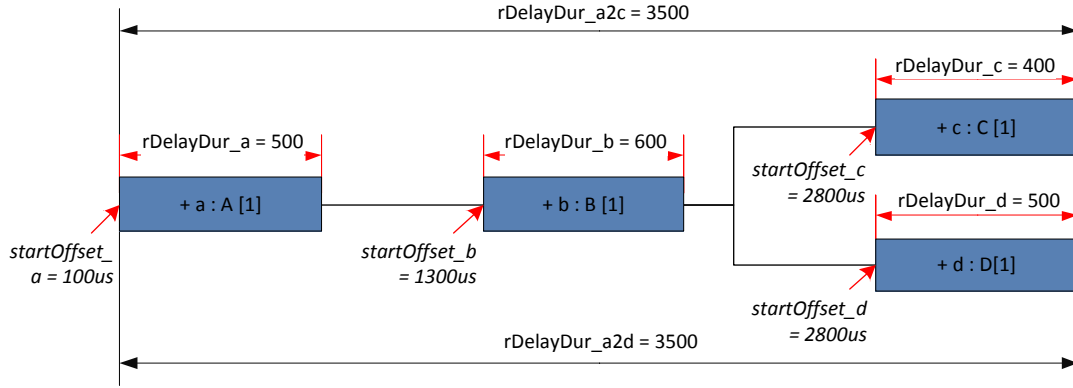 rDelayDur_a2c = 3500
rDelayDur_c = 400
+ c : C [1]
rDelayDur_a = 500
rDelayDur_b = 600
startOffset_c
= 2800us
+ a : A [1]
+ b : B [1]
rDelayDur_d = 500
startOffset_
a = 100us
startOffset_b
= 1300us
+ d : D[1]
startOffset_d
= 2800us
rDelayDur_a2d = 3500